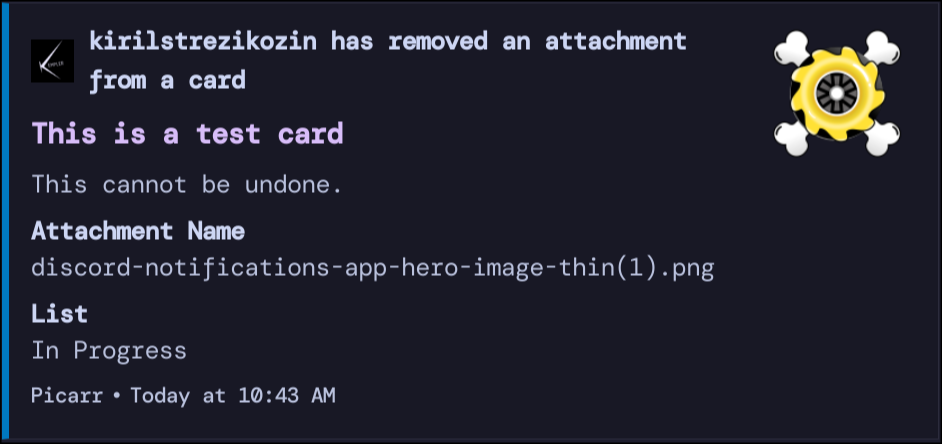 kirilstrezikozin has removed an attachment
from a card
This is a test card
This cannot be undone.
Attachment Name
discord-notifications-app-hero-image-thin(1).png
List
In Progress
Picarr • Today at 10:43 AM